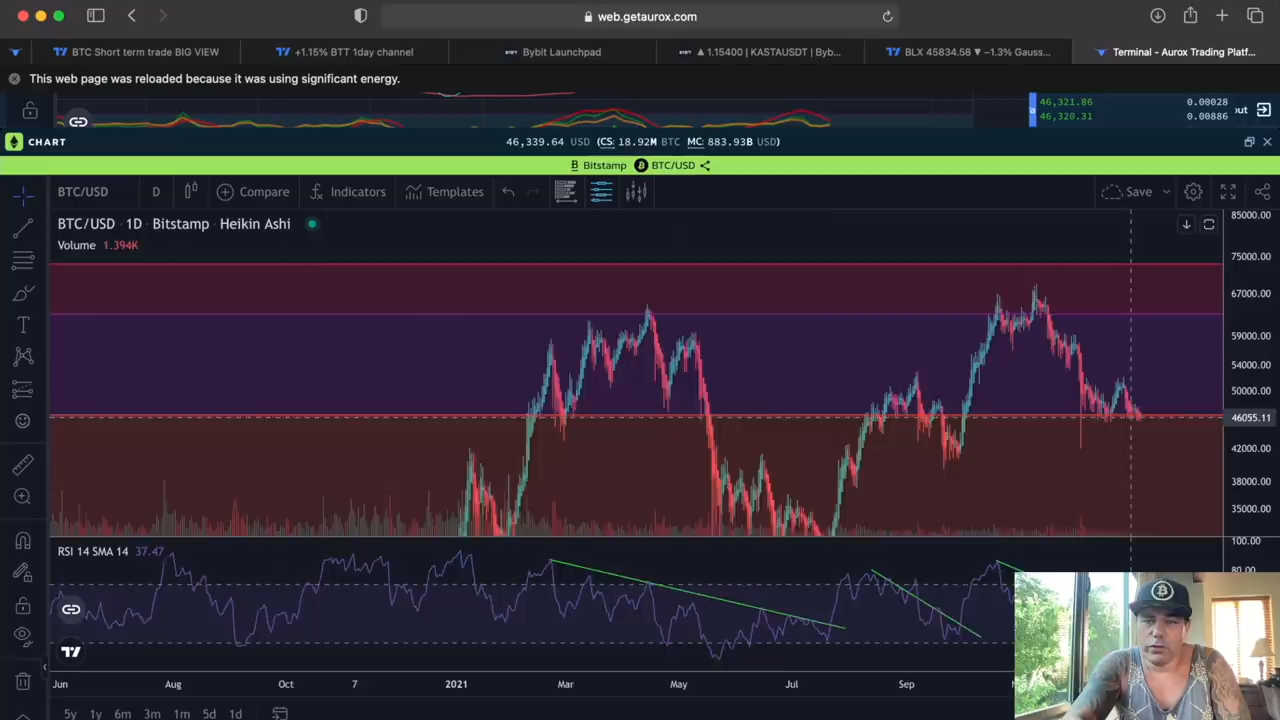 web.getaurox.com
BTC Short term trade BIG VIEW
+1.15% BTT 1day channel
BYBIT Bybit Launchpad
BYBIT ▲ 1.15400 | KASTAUSDT | Byb...
BLX 45834.58 ▼ −1.3% Gauss...
Terminal - Aurox Trading Platf...
This web page was reloaded because it was using significant energy.
46,321.86 0.00028
46,320.31 0.00886
out
CHART
46,339.64 USD (CS: 18.92M BTC MC: 883.93B USD)
Bitstamp BTC/USD
BTC/USD D Compare Indicators Templates Save
BTC/USD · 1D · Bitstamp · Heikin Ashi
Volume 1.394K
85000.00
75000.00
67000.00
59000.00
54000.00
50000.00
46055.11
42000.00
38000.00
35000.00
RSI 14 SMA 14 37.47
100.00
80.00
Jun Aug Oct 7 2021 Mar May Jul Sep
5y 1y 6m 3m 1m 5d 1d